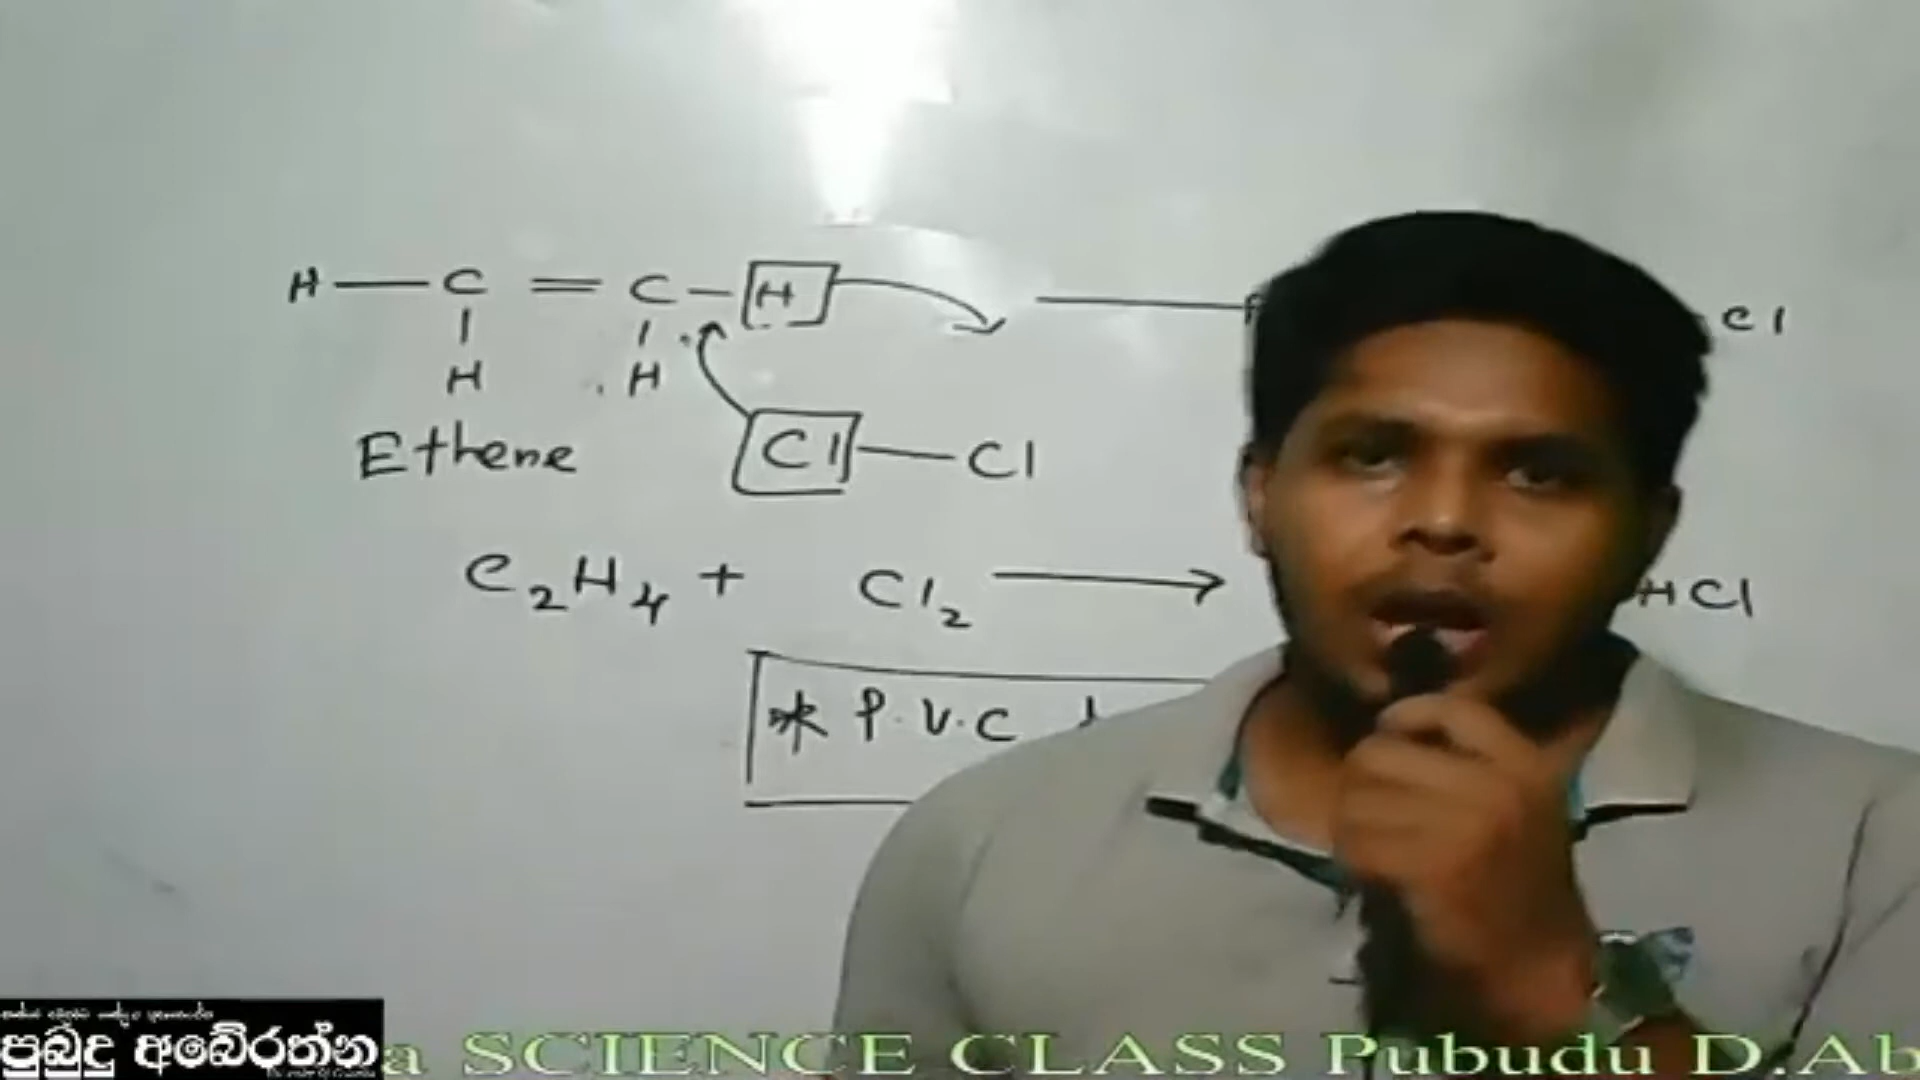 H — C = C – H Cl
H H
Ethene Cl — Cl
C₂H₄ + Cl₂ → HCl
* P.V.C
පුබුදු අබේරත්න
a SCIENCE CLASS Pubudu D.Ab